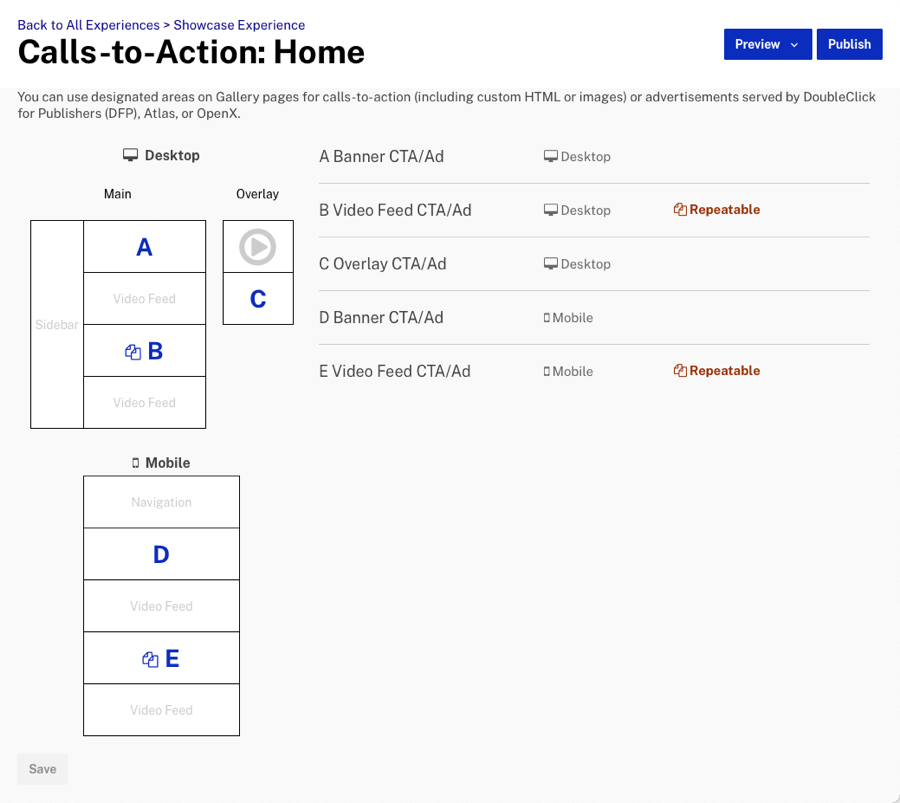 Back to All Experiences > Showcase Experience
Calls-to-Action: Home
Preview
Publish
You can use designated areas on Gallery pages for calls-to-action (including custom HTML or images) or advertisements served by DoubleClick
for Publishers (DFP), Atlas, or OpenX.
Desktop
Main
Overlay
Sidebar
A
Video Feed
B
Video Feed
C
A Banner CTA/Ad Desktop
B Video Feed CTA/Ad Desktop Repeatable
C Overlay CTA/Ad Desktop
D Banner CTA/Ad Mobile
E Video Feed CTA/Ad Mobile Repeatable
Mobile
Navigation
D
Video Feed
E
Video Feed
Save